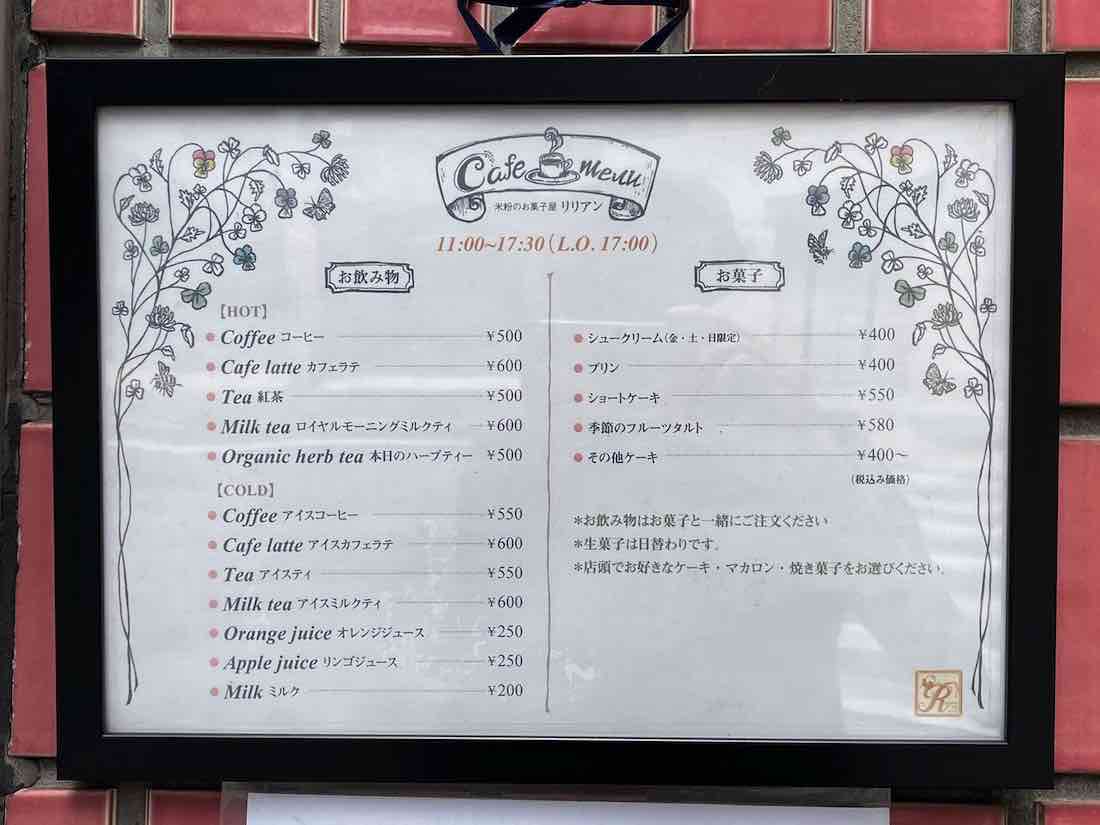 Cafe menu
米粉のお菓子屋 リリアン
11:00~17:30(L.O. 17:00)
お飲み物
【HOT】
Coffee コーヒー ¥500
Cafe latte カフェラテ ¥600
Tea 紅茶 ¥500
Milk tea ロイヤルモーニングミルクティ ¥600
Organic herb tea 本日のハーブティー ¥500
【COLD】
Coffee アイスコーヒー ¥550
Cafe latte アイスカフェラテ ¥600
Tea アイスティ ¥550
Milk tea アイスミルクティ ¥600
Orange juice オレンジジュース ¥250
Apple juice リンゴジュース ¥250
Milk ミルク ¥200
お菓子
シュークリーム(金・土・日限定) ¥400
プリン ¥400
ショートケーキ ¥550
季節のフルーツタルト ¥580
その他ケーキ ¥400～
(税込み価格)
*お飲み物はお菓子と一緒にご注文ください
*生菓子は日替わりです。
*店頭でお好きなケーキ・マカロン・焼き菓子をお選びください。
R